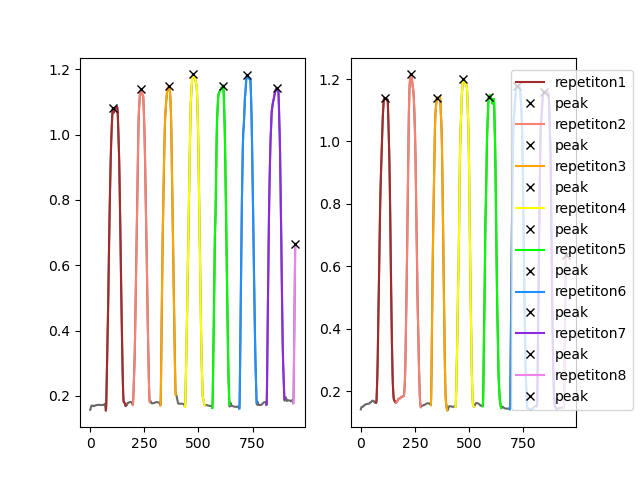 1.2
1.0
0.8
0.6
0.4
0.2
0
250
500
750
1.2
1.0
0.8
0.6
0.4
0.2
0
250
500
750
repetiton1
peak
repetiton2
peak
repetiton3
peak
repetiton4
peak
repetiton5
peak
repetiton6
peak
repetiton7
peak
repetiton8
peak